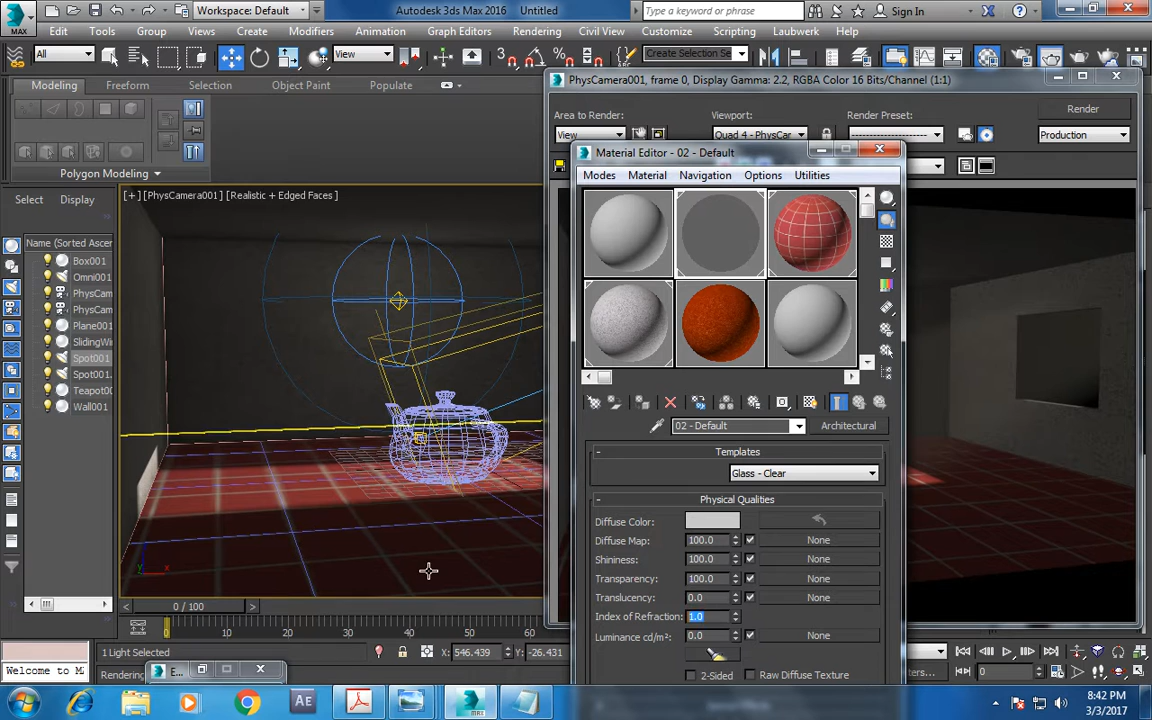 Workspace: Default
Autodesk 3ds Max 2016
Untitled
Type a keyword or phrase
Sign In
MAX
Edit
Tools
Group
Views
Create
Modifiers
Animation
Graph Editors
Rendering
Civil View
Customize
Scripting
Laubwerk
All
View
Create Selection Se
Modeling
Freeform
Selection
Object Paint
Populate
Polygon Modeling
PhysCamera001, frame 0, Display Gamma: 2.2, RGBA Color 16 Bits/Channel (1:1)
Area to Render:
View
Viewport:
Quad 4 - PhysCar
Render Preset:
Render
Production
Select
Display
Name (Sorted Ascer
Box001
Omni001
PhysCam
PhysCam
Plane001
SlidingWi
Spot001
Spot001.
Teapot00
Wall001
[+] [PhysCamera001] [Realistic + Edged Faces]
Material Editor - 02 - Default
Modes
Material
Navigation
Options
Utilities
02 - Default
Architectural
Templates
Glass - Clear
Physical Qualities
Diffuse Color:
Diffuse Map:
100.0
None
Shininess:
100.0
None
Transparency:
100.0
None
Translucency:
0.0
None
Index of Refraction:
1.0
Luminance cd/m²:
0.0
None
2-Sided
Raw Diffuse Texture
0 / 100
0
10
20
30
40
50
60
1 Light Selected
X: 546.439
Y: -26.431
Welcome to M
Rendering
E...
0
8:42 PM
3/3/2017